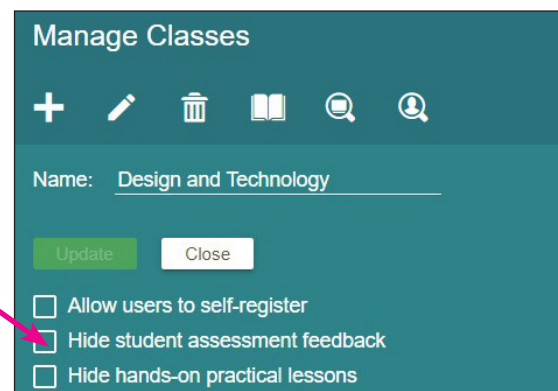 Manage Classes
Name: Design and Technology
Update Close
Allow users to self-register
Hide student assessment feedback
Hide hands-on practical lessons